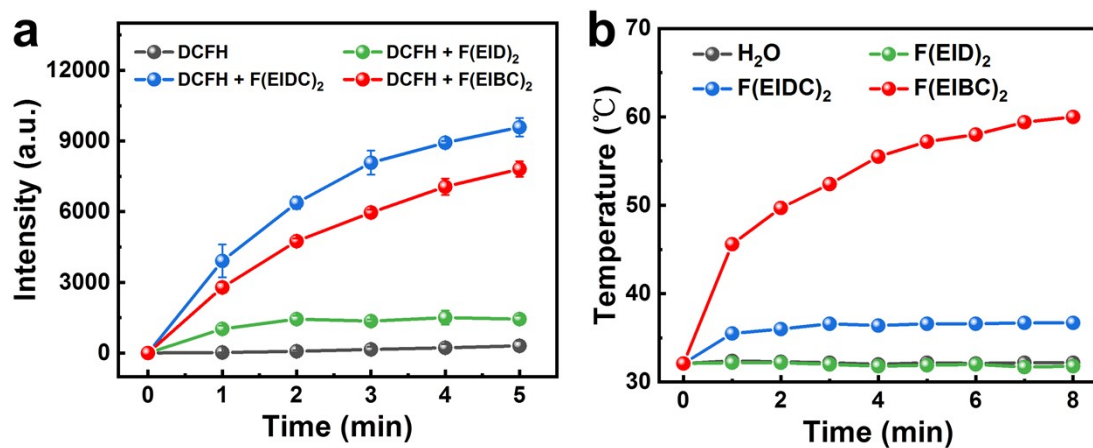 a
DCFH
DCFH + F(EID)₂
DCFH + F(EIDC)₂
DCFH + F(EIBC)₂
Intensity (a.u.)
12000
9000
6000
3000
0
0 1 2 3 4 5
Time (min)
b
H₂O
F(EID)₂
F(EIDC)₂
F(EIBC)₂
Temperature (℃)
70
60
50
40
30
0 2 4 6 8
Time (min)